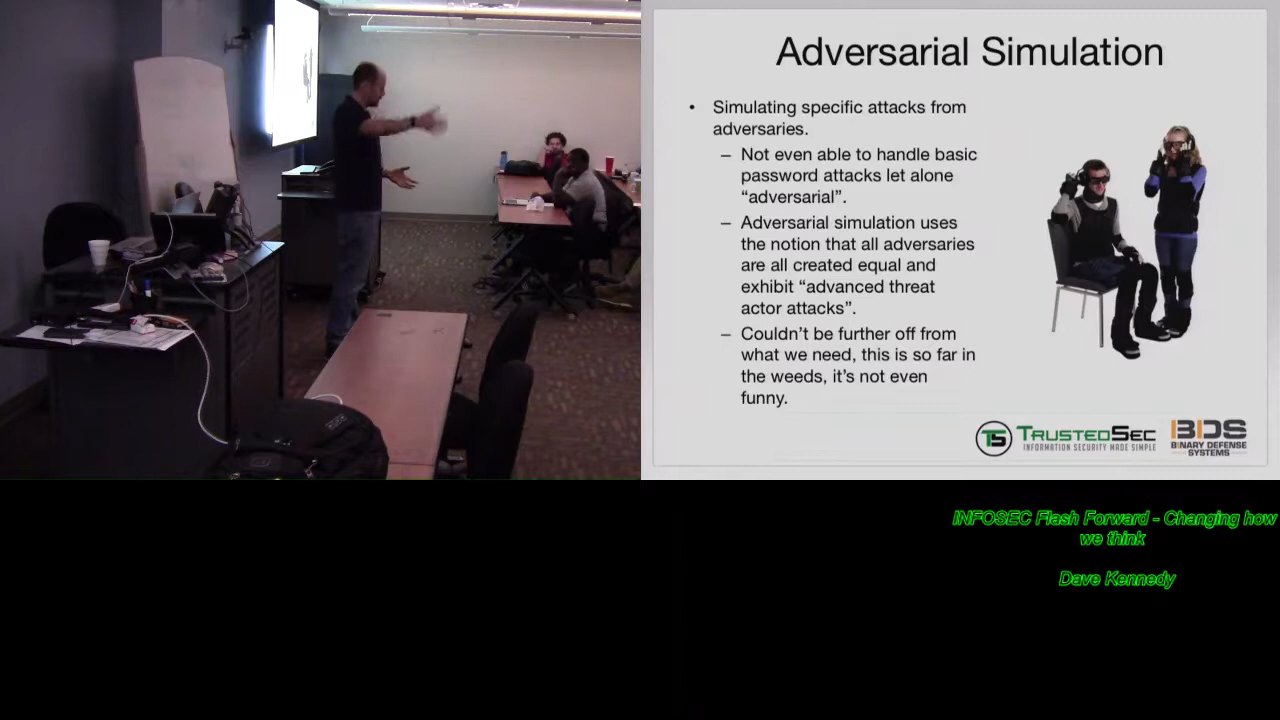 Adversarial Simulation
• Simulating specific attacks from
adversaries.
– Not even able to handle basic
password attacks let alone
“adversarial”.
– Adversarial simulation uses
the notion that all adversaries
are all created equal and
exhibit “advanced threat
actor attacks”.
– Couldn’t be further off from
what we need, this is so far in
the weeds, it’s not even
funny.
TS TRUSTEDSEC
INFORMATION SECURITY MADE SIMPLE
BDS
BINARY DEFENSE
SYSTEMS
INFOSEC Flash Forward - Changing how
we think
Dave Kennedy